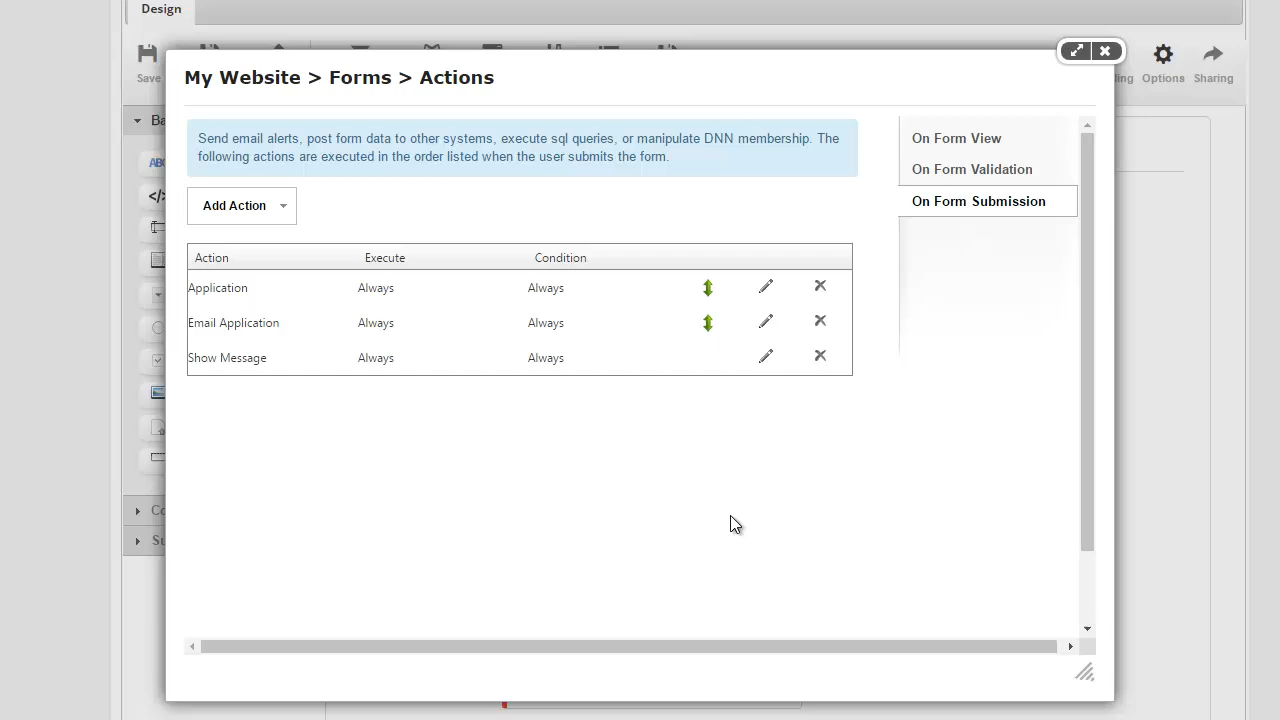 Design
Save
Options
Sharing
My Website > Forms > Actions
Send email alerts, post form data to other systems, execute sql queries, or manipulate DNN membership. The
following actions are executed in the order listed when the user submits the form.
Add Action
On Form View
On Form Validation
On Form Submission
Action Execute Condition
Application Always Always
Email Application Always Always
Show Message Always Always